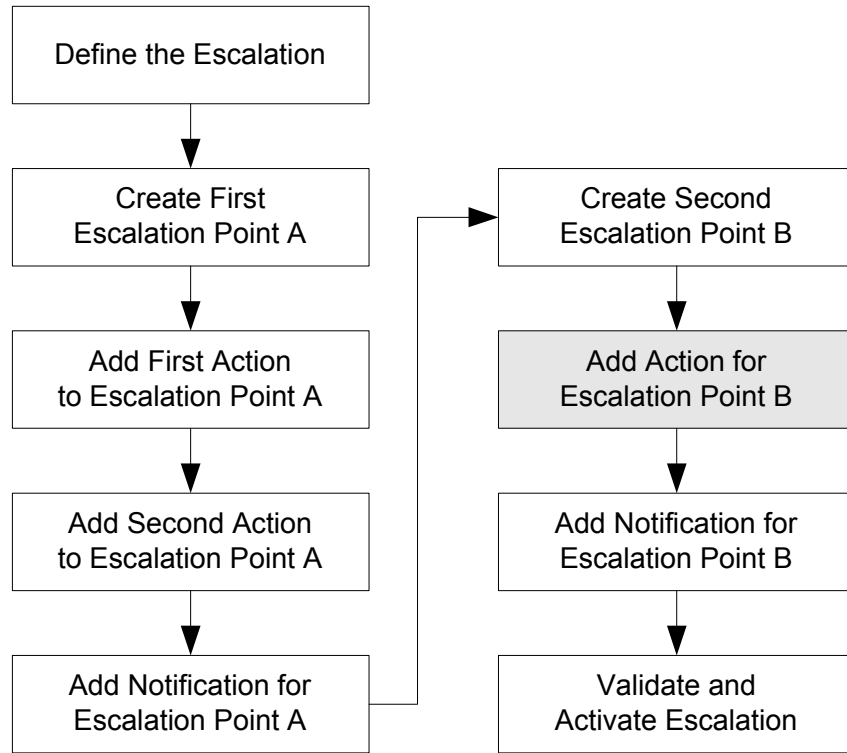 Define the Escalation
Create First
Escalation Point A
Add First Action
to Escalation Point A
Add Second Action
to Escalation Point A
Add Notification for
Escalation Point A
Create Second
Escalation Point B
Add Action for
Escalation Point B
Add Notification for
Escalation Point B
Validate and
Activate Escalation